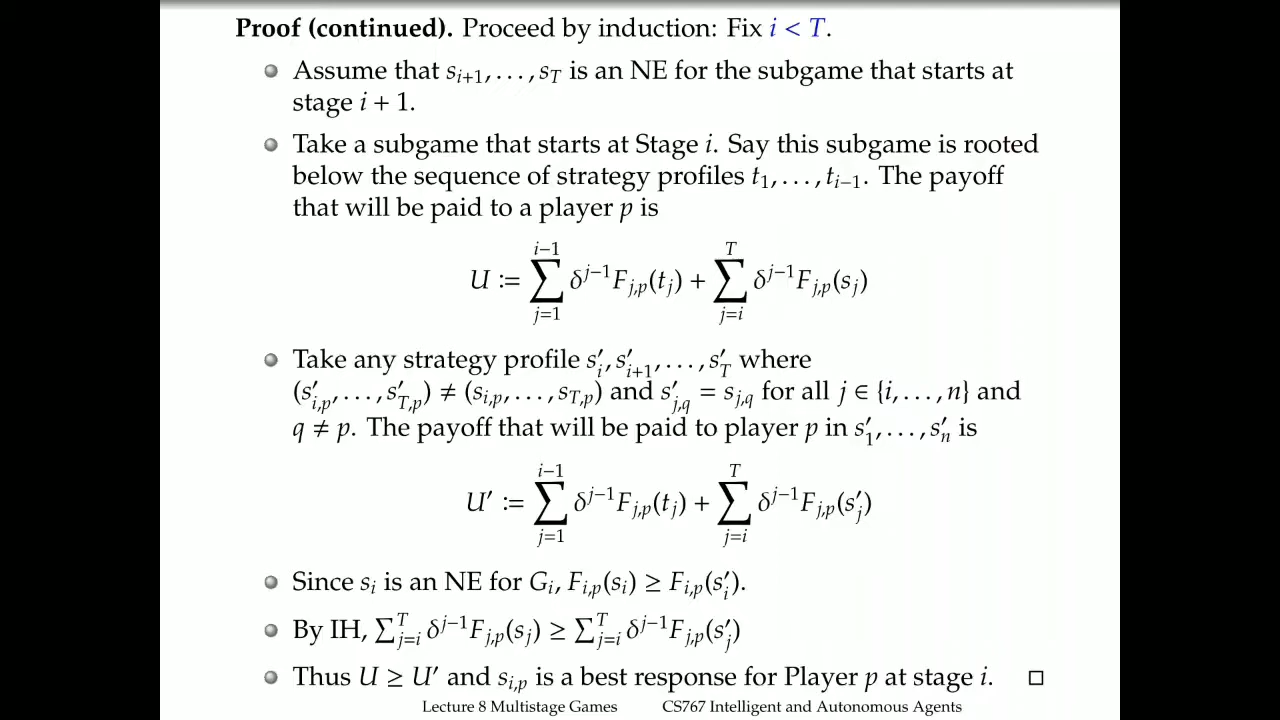 Proof (continued). Proceed by induction: Fix i < T.
Assume that s_{i+1}, . . . , s_T is an NE for the subgame that starts at
stage i + 1.
Take a subgame that starts at Stage i. Say this subgame is rooted
below the sequence of strategy profiles t_1, . . . , t_{i−1}. The payoff
that will be paid to a player p is
U := ∑_{j=1}^{i−1} δ^{j−1} F_{j,p}(t_j) + ∑_{j=i}^{T} δ^{j−1} F_{j,p}(s_j)
Take any strategy profile s′_i, s′_{i+1}, . . . , s′_T where
(s′_{i,p}, . . . , s′_{T,p}) ≠ (s_{i,p}, . . . , s_{T,p}) and s′_{j,q} = s_{j,q} for all j ∈ {i, . . . , n} and
q ≠ p. The payoff that will be paid to player p in s′_1, . . . , s′_n is
U′ := ∑_{j=1}^{i−1} δ^{j−1} F_{j,p}(t_j) + ∑_{j=i}^{T} δ^{j−1} F_{j,p}(s′_j)
Since s_i is an NE for G_i, F_{i,p}(s_i) ≥ F_{i,p}(s′_i).
By IH, ∑_{j=i}^{T} δ^{j−1} F_{j,p}(s_j) ≥ ∑_{j=i}^{T} δ^{j−1} F_{j,p}(s′_j)
Thus U ≥ U′ and s_{i,p} is a best response for Player p at stage i. □
Lecture 8 Multistage Games CS767 Intelligent and Autonomous Agents